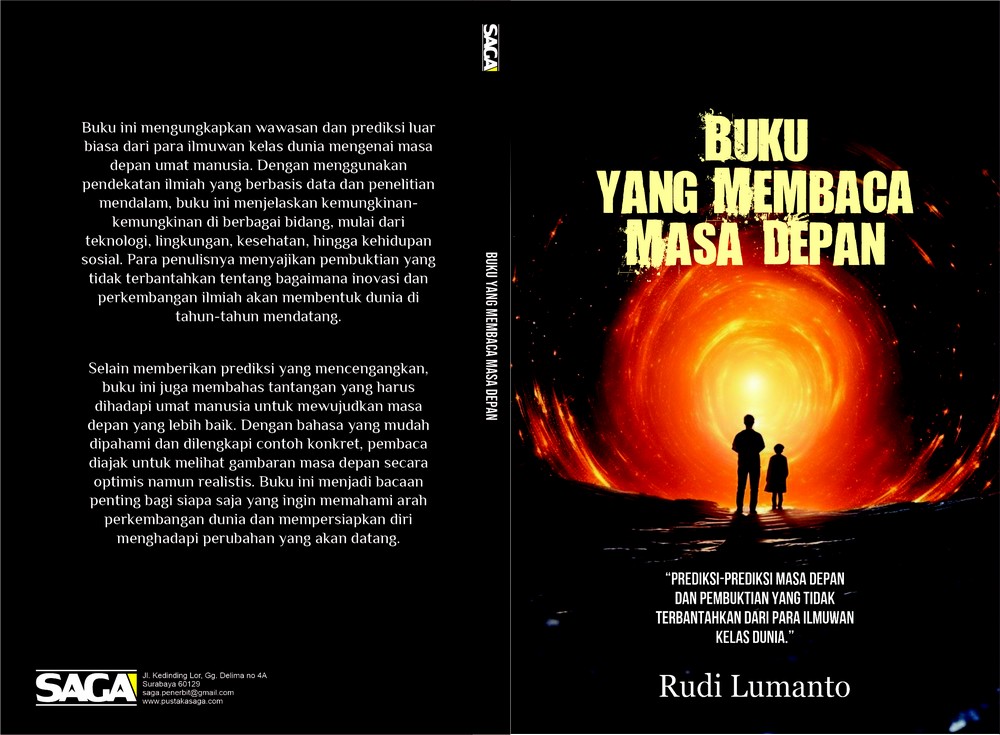 SAGA
Buku ini mengungkapkan wawasan dan prediksi luar
biasa dari para ilmuwan kelas dunia mengenai masa
depan umat manusia. Dengan menggunakan
pendekatan ilmiah yang berbasis data dan penelitian
mendalam, buku ini menjelaskan kemungkinan-
kemungkinan di berbagai bidang, mulai dari
teknologi, lingkungan, kesehatan, hingga kehidupan
sosial. Para penulisnya menyajikan pembuktian yang
tidak terbantahkan tentang bagaimana inovasi dan
perkembangan ilmiah akan membentuk dunia di
tahun-tahun mendatang.
Selain memberikan prediksi yang mencengangkan,
buku ini juga membahas tantangan yang harus
dihadapi umat manusia untuk mewujudkan masa
depan yang lebih baik. Dengan bahasa yang mudah
dipahami dan dilengkapi contoh konkret, pembaca
diajak untuk melihat gambaran masa depan secara
optimis namun realistis. Buku ini menjadi bacaan
penting bagi siapa saja yang ingin memahami arah
perkembangan dunia dan mempersiapkan diri
menghadapi perubahan yang akan datang.
SAGA
Jl. Kedinding Lor, Gg. Delima no 4A
Surabaya 60129
saga.penerbit@gmail.com
www.pustakasaga.com
BUKU YANG MEMBACA MASA DEPAN
BUKU
YANG MEMBACA
MASA DEPAN
“PREDIKSI-PREDIKSI MASA DEPAN
DAN PEMBUKTIAN YANG TIDAK
TERBANTAHKAN DARI PARA ILMUWAN
KELAS DUNIA.”
Rudi Lumanto